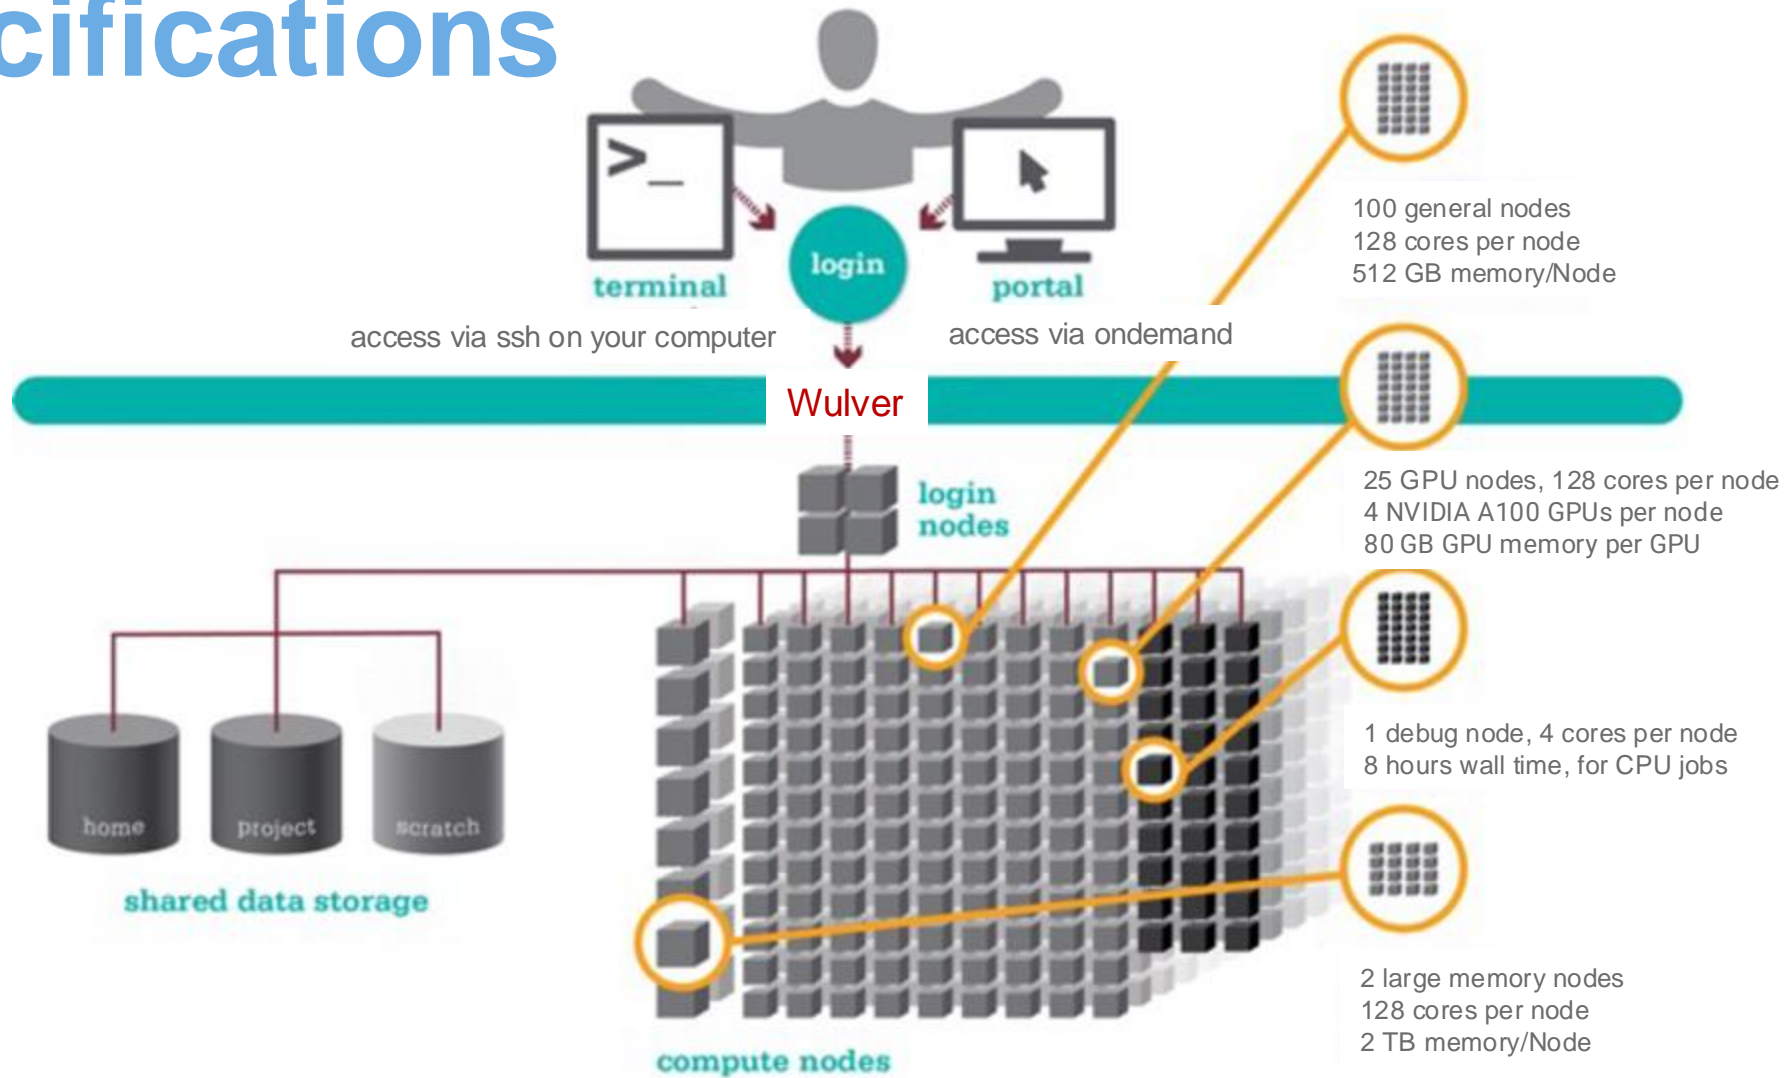 cifications
>_
terminal
login
portal
access via ssh on your computer
access via ondemand
Wulver
login
nodes
home
project
scratch
shared data storage
compute nodes
100 general nodes
128 cores per node
512 GB memory/Node
25 GPU nodes, 128 cores per node
4 NVIDIA A100 GPUs per node
80 GB GPU memory per GPU
1 debug node, 4 cores per node
8 hours wall time, for CPU jobs
2 large memory nodes
128 cores per node
2 TB memory/Node